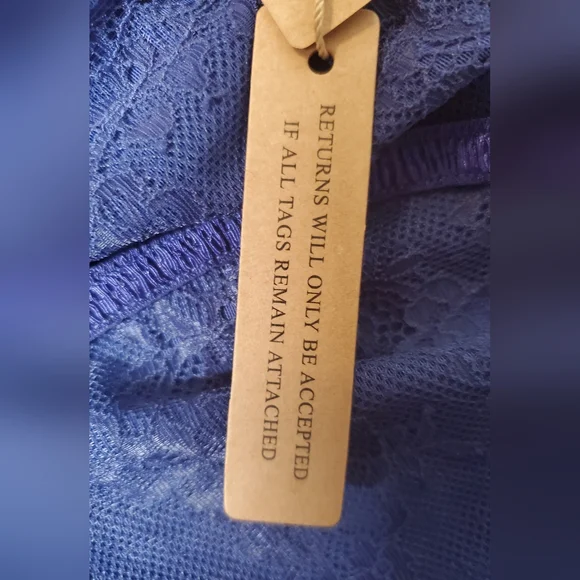 RETURNS WILL ONLY BE ACCEPTED
IF ALL TAGS REMAIN ATTACHED